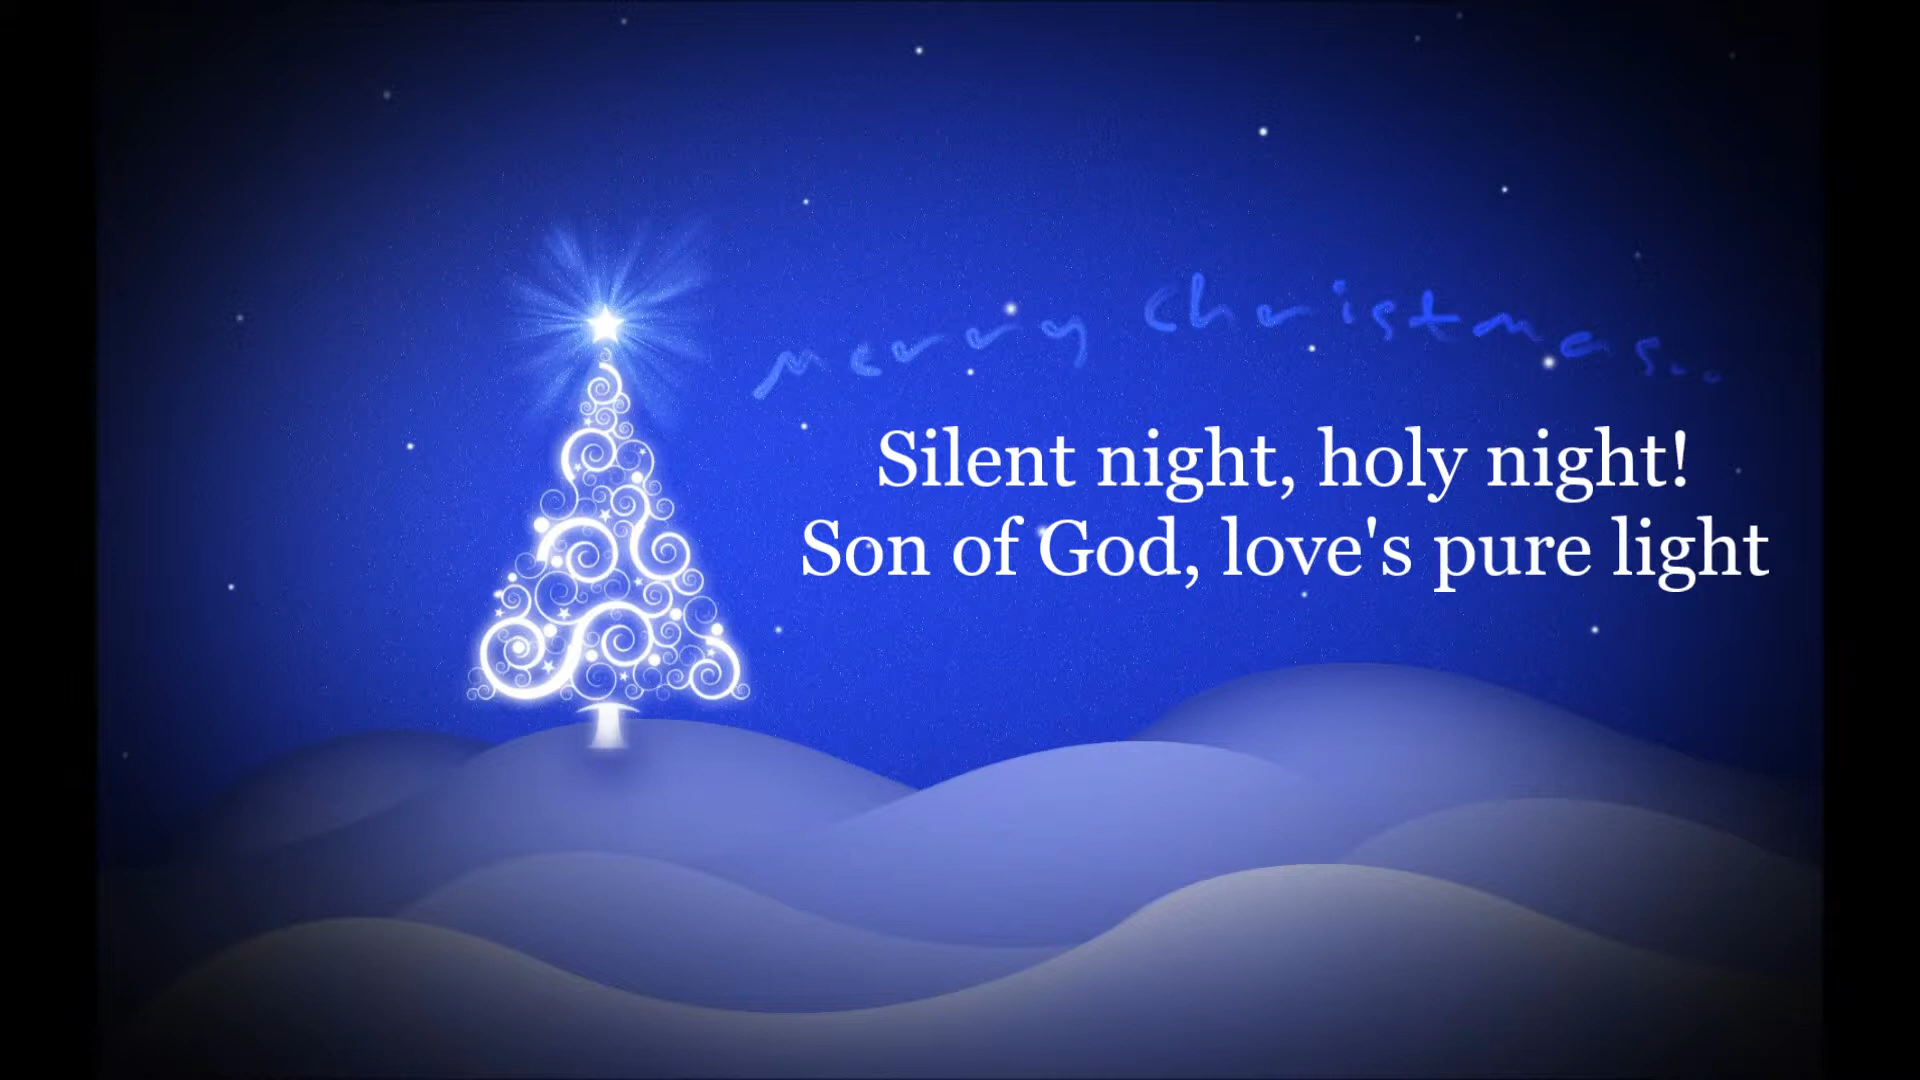 merry christmas...
Silent night, holy night!
Son of God, love's pure light